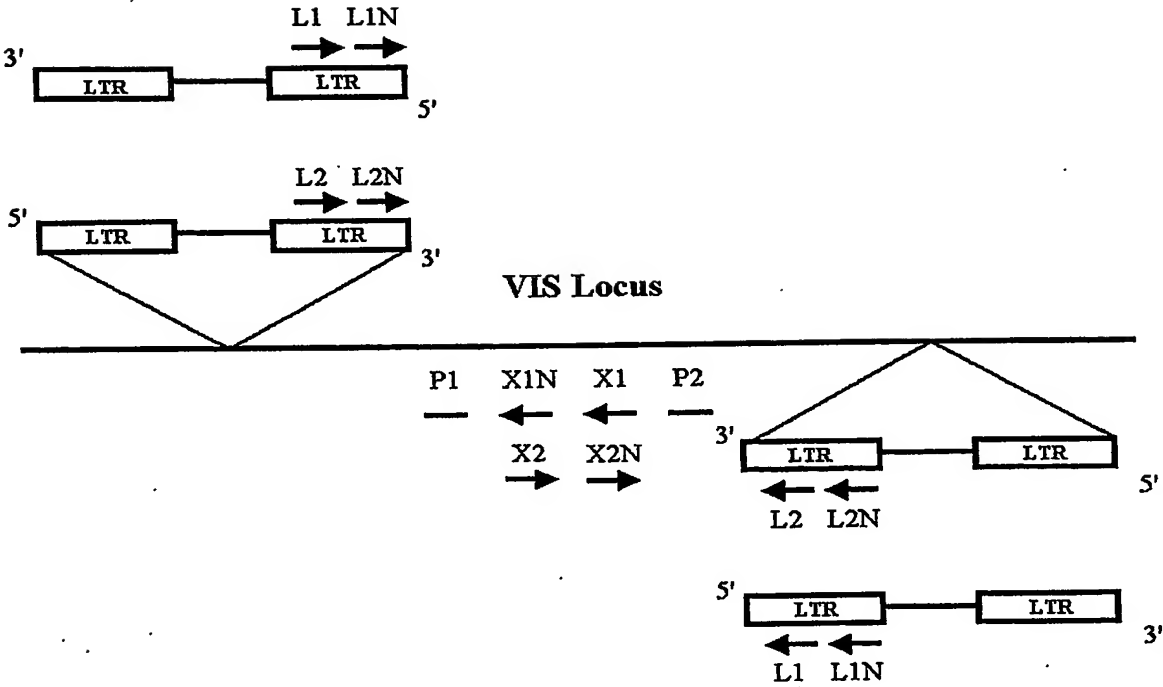 L1 L1N
3'
LTR LTR
5'
L2 L2N
5'
LTR LTR
3'
VIS Locus
P1 X1N X1 P2
3'
X2 X2N
LTR LTR
5'
L2 L2N
5'
LTR LTR
3'
L1 L1N